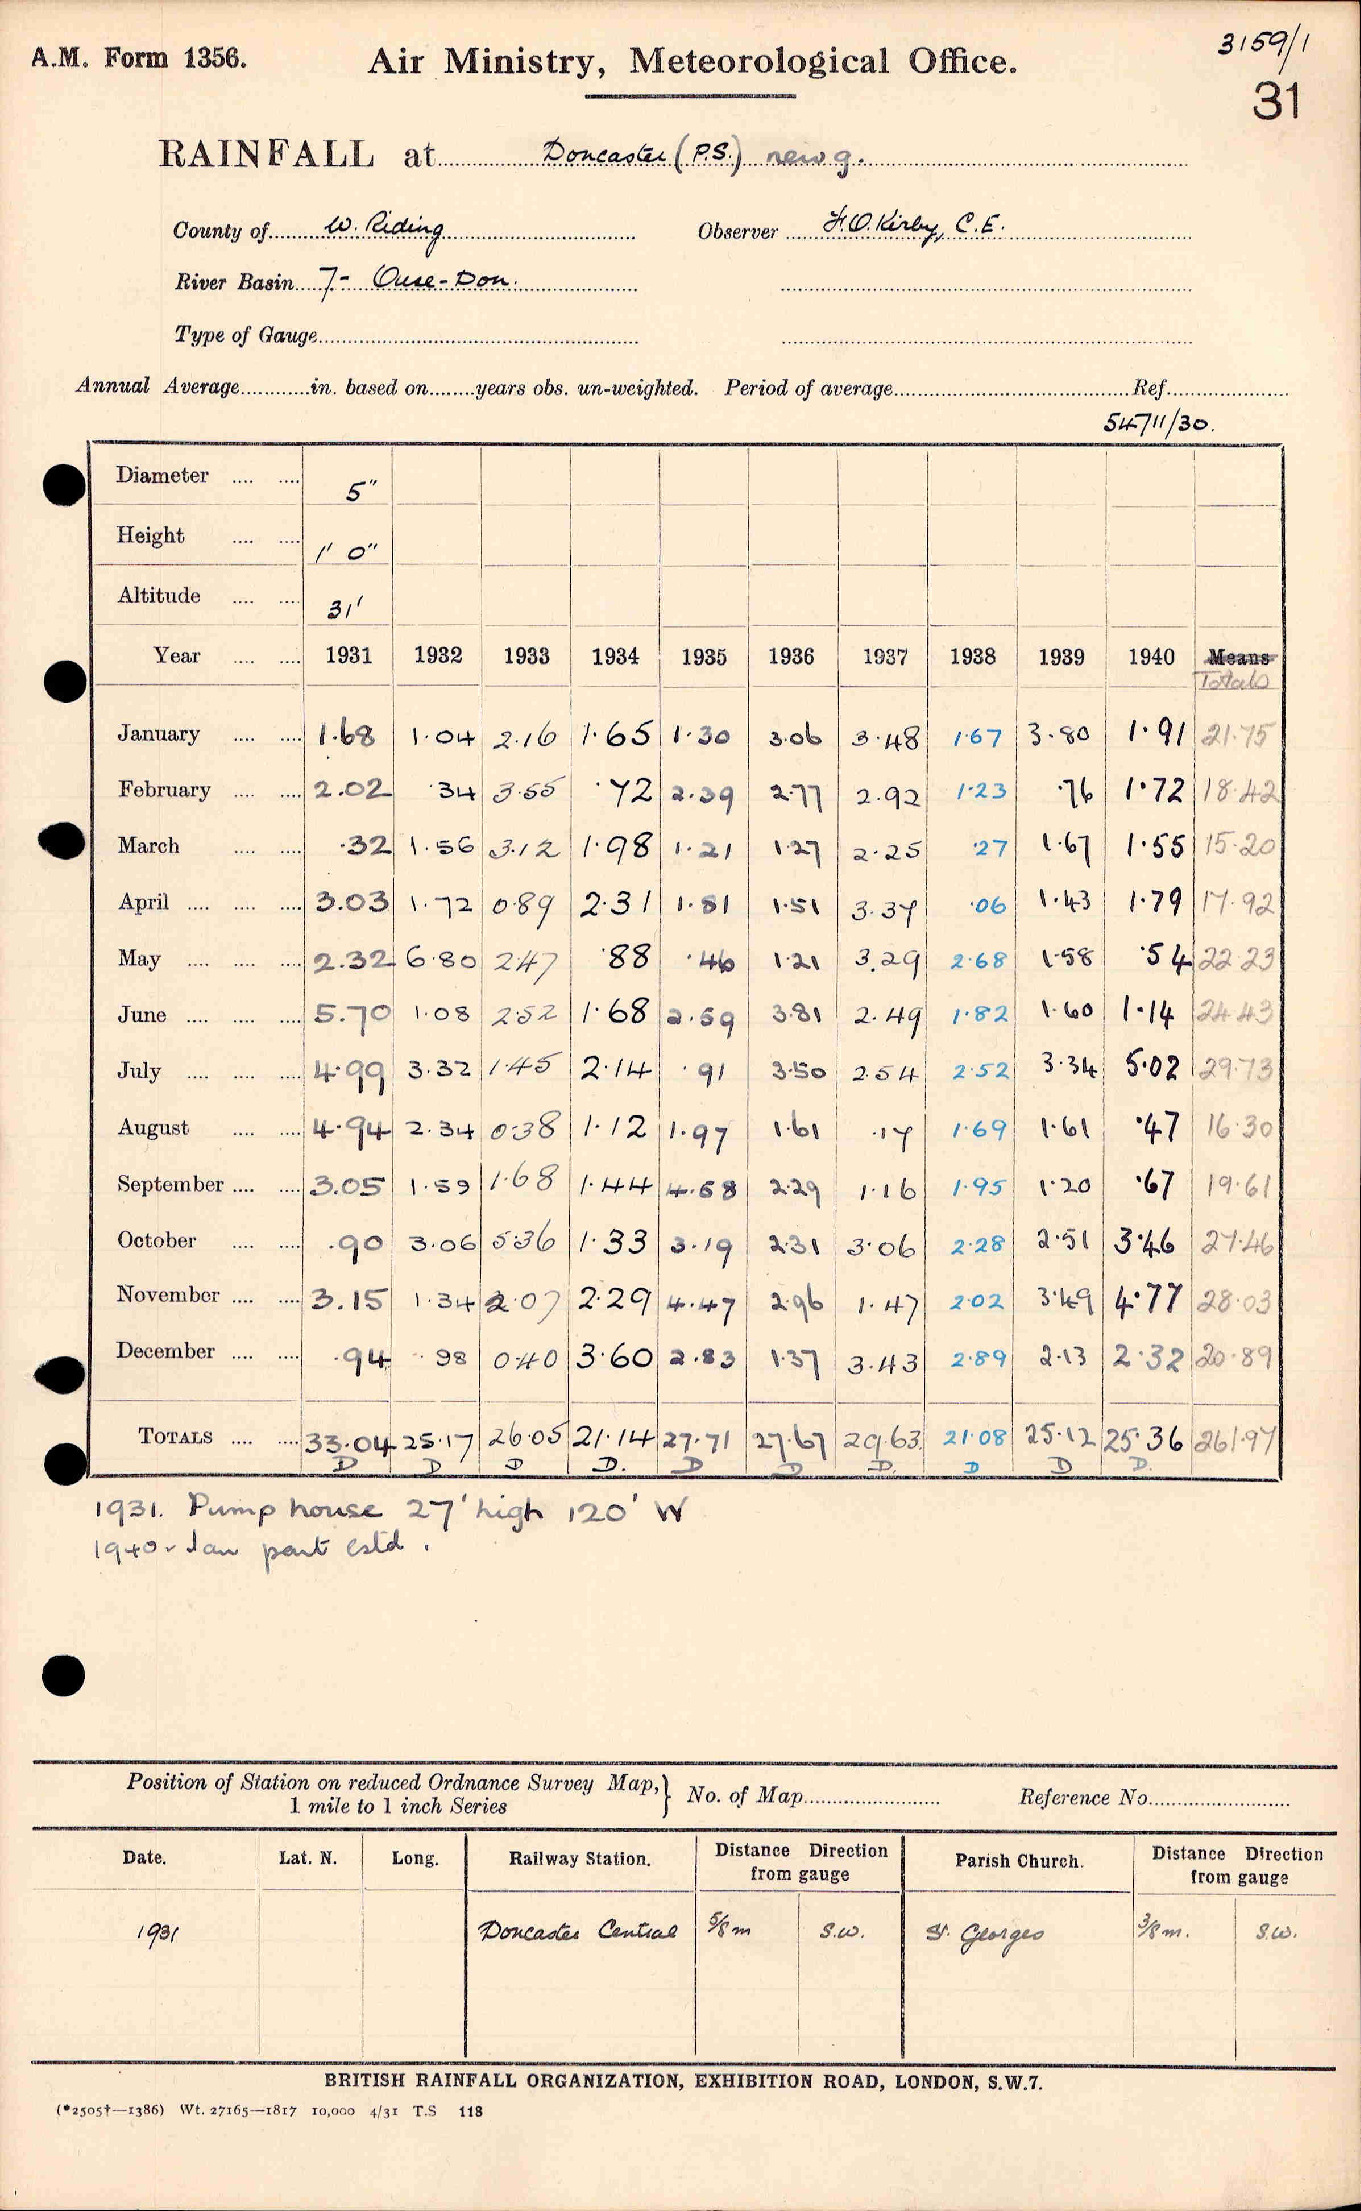 3159/1
A.M. Form 1356. Air Ministry, Meteorological Office.
31
RAINFALL at Doncaster (P.S.) new g.
County of W. Riding Observer F.O. Kirby, C.E.
River Basin 7- Ouse-Don.
Type of Gauge
Annual Average in. based on years obs. un-weighted. Period of average Ref.
5471/30.
Diameter 5"
Height 1' 0"
Altitude 31'
Year 1931 1932 1933 1934 1935 1936 1937 1938 1939 1940 Means
Totals
January 1.68 1.04 2.16 1.65 1.30 3.06 3.48 1.67 3.80 1.91 21.75
February 2.02 .34 3.55 .72 2.39 2.77 2.92 1.23 .76 1.72 18.42
March .32 1.56 3.12 1.98 1.21 1.27 2.25 .27 1.67 1.55 15.20
April 3.03 1.72 0.89 2.31 1.81 1.51 3.37 .06 1.43 1.79 17.92
May 2.32 6.80 2.47 .88 .46 1.21 3.29 2.68 1.58 .54 22.23
June 5.70 1.08 2.52 1.68 2.59 3.81 2.49 1.82 1.60 1.14 24.43
July 4.99 3.32 1.45 2.14 .91 3.50 2.54 2.52 3.34 5.02 29.73
August 4.94 2.34 0.38 1.12 1.97 1.61 .17 1.69 1.61 .47 16.30
September 3.05 1.59 1.68 1.44 4.58 2.29 1.16 1.95 1.20 .67 19.61
October .90 3.06 5.36 1.33 3.19 2.31 3.06 2.28 2.51 3.46 27.46
November 3.15 1.34 2.07 2.29 4.47 2.96 1.47 2.02 3.49 4.77 28.03
December .94 .98 0.40 3.60 2.83 1.37 3.43 2.89 2.13 2.32 20.89
TOTALS 33.04 25.17 26.05 21.14 27.71 27.67 29.63 21.08 25.12 25.36 261.97
D D D D. D D D. D D D.
1931. Pump house 27' high 120' W
1940 - Jan part estd.
Position of Station on reduced Ordnance Survey Map, } No. of Map Reference No.
1 mile to 1 inch Series
Date. Lat. N. Long. Railway Station. Distance Direction from gauge Parish Church. Distance Direction from gauge
1931 Doncaster Central 5/8 m S.W. St. Georges 3/8 m. S.W.
BRITISH RAINFALL ORGANIZATION, EXHIBITION ROAD, LONDON, S.W.7.
(*2505†—1386) Wt. 27165—1817 10,000 4/31 T.S 118